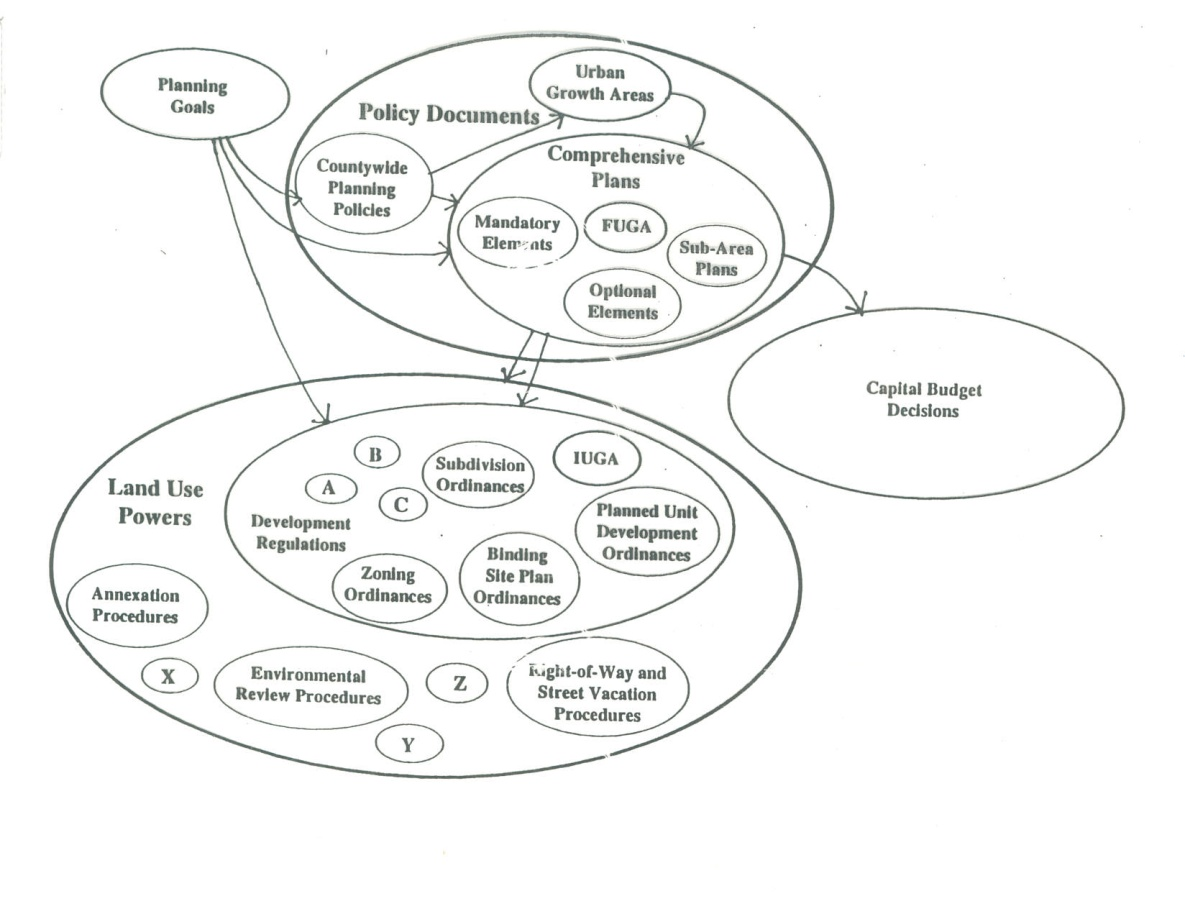 Planning
Goals
Policy Documents
Urban
Growth Areas
Countywide
Planning
Policies
Comprehensive
Plans
Mandatory
Elements
FUGA
Sub-Area
Plans
Optional
Elements
Capital Budget
Decisions
Land Use
Powers
B
A
C
Subdivision
Ordinances
IUGA
Development
Regulations
Planned Unit
Development
Ordinances
Zoning
Ordinances
Binding
Site Plan
Ordinances
Annexation
Procedures
X
Environmental
Review Procedures
Z
Y
Right-of-Way and
Street Vacation
Procedures